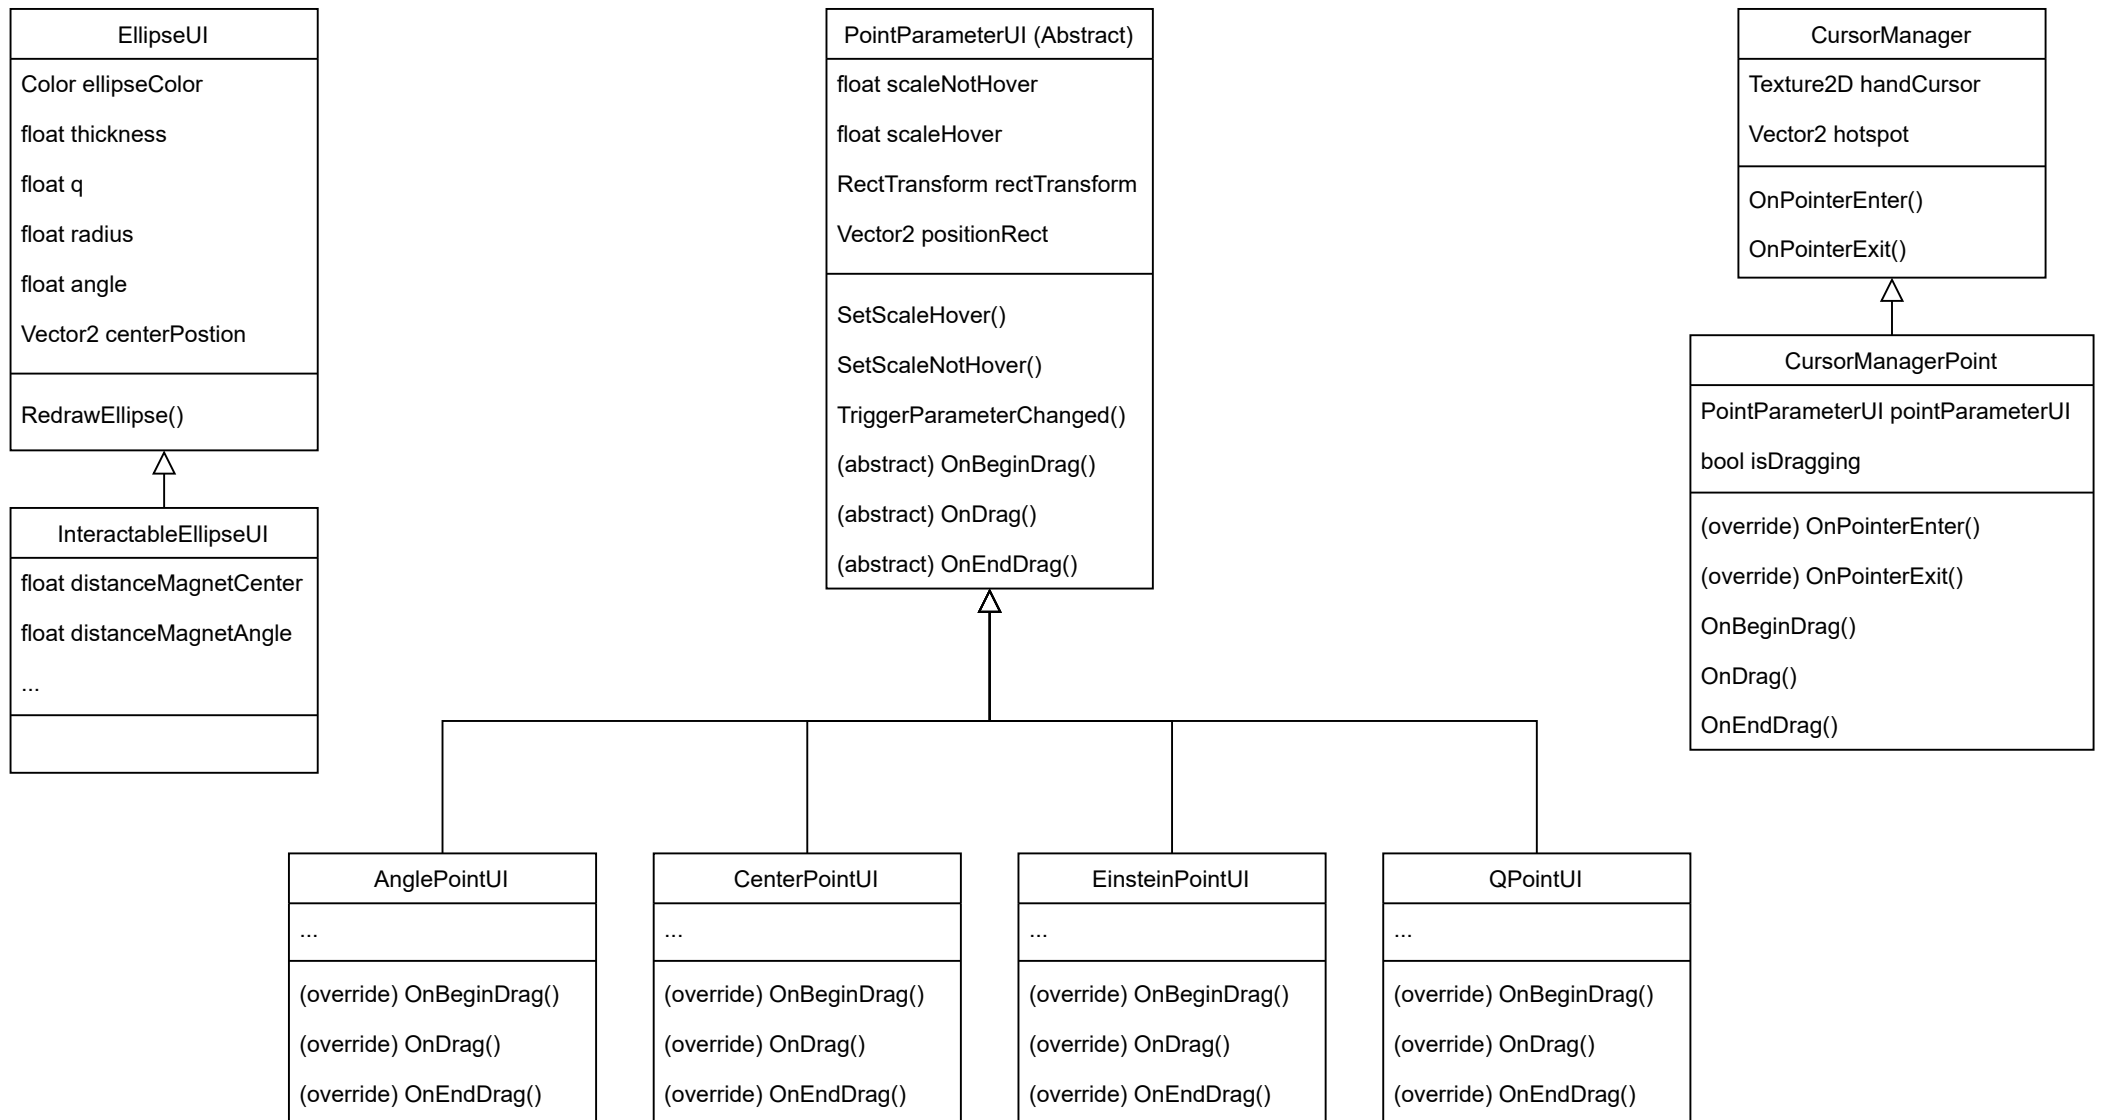 EllipseUI
Color ellipseColor
float thickness
float q
float radius
float angle
Vector2 centerPostion
RedrawEllipse()
InteractableEllipseUI
float distanceMagnetCenter
float distanceMagnetAngle
...
PointParameterUI (Abstract)
float scaleNotHover
float scaleHover
RectTransform rectTransform
Vector2 positionRect
SetScaleHover()
SetScaleNotHover()
TriggerParameterChanged()
(abstract) OnBeginDrag()
(abstract) OnDrag()
(abstract) OnEndDrag()
CursorManager
Texture2D handCursor
Vector2 hotspot
OnPointerEnter()
OnPointerExit()
CursorManagerPoint
PointParameterUI pointParameterUI
bool isDragging
(override) OnPointerEnter()
(override) OnPointerExit()
OnBeginDrag()
OnDrag()
OnEndDrag()
AnglePointUI
...
(override) OnBeginDrag()
(override) OnDrag()
(override) OnEndDrag()
CenterPointUI
...
(override) OnBeginDrag()
(override) OnDrag()
(override) OnEndDrag()
EinsteinPointUI
...
(override) OnBeginDrag()
(override) OnDrag()
(override) OnEndDrag()
QPointUI
...
(override) OnBeginDrag()
(override) OnDrag()
(override) OnEndDrag()